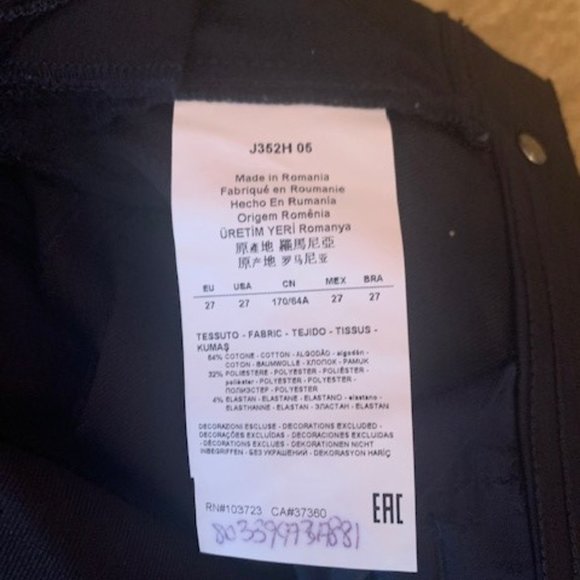 J352H 05
Made in Romania
Fabriqué en Roumanie
Hecho En Rumania
Origem Romênia
ÜRETİM YERİ Romanya
原產地 羅馬尼亞
原产地 罗马尼亚
EU USA CN MEX BRA
27 27 170/64A 27 27
TESSUTO - FABRIC - TEJIDO - TISSUS -
KUMAŞ
64% COTONE - COTTON - ALGODÃO - algodón -
COTON - BAUMWOLLE - ХЛОПОК - PAMUK
32% POLIESTERE - POLYESTER - POLIÉSTER -
poliéster - POLYESTER - POLYESTER -
ПОЛИЭСТЕР - POLYESTER
4% ELASTAN - ELASTANE - ELASTANO - elastano -
ELASTHANNE - ELASTAN - ЭЛАСТАН - ELASTAN
DECORAZIONI ESCLUSE - DECORATIONS EXCLUDED -
DECORAÇÕES EXCLUÍDAS - DECORACIONES EXCLUIDAS
- DÉCORATIONS EXCLUES - DEKORATIONEN NICHT
INBEGRIFFEN - БЕЗ УКРАШЕНИЙ - DEKORASYON HARİÇ
RN#103723 CA#37360
EAC